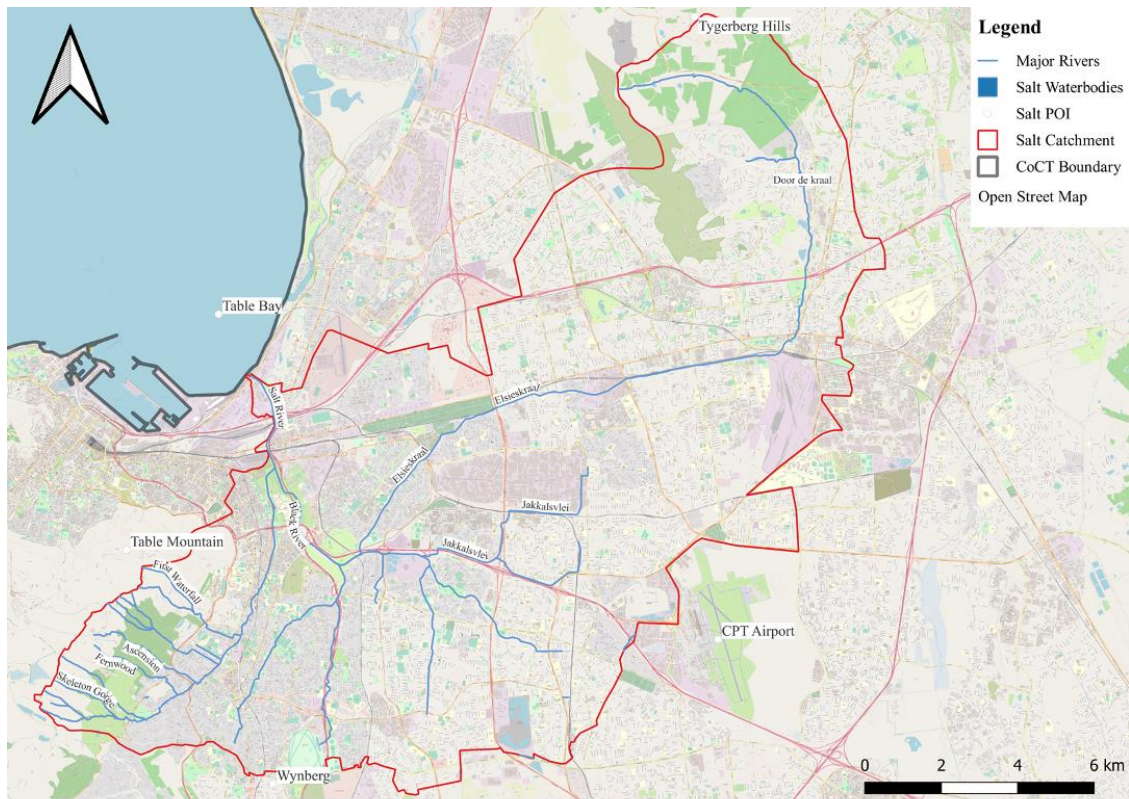 Tygerberg Hills
Legend
Major Rivers
Salt Waterbodies
Salt POI
Salt Catchment
CoCT Boundary
Open Street Map
Door de kraal
Table Bay
Salt River
Elsieskraal
Elsieskraal
Black River
Jakkalsvlei
Jakkalsvlei
Table Mountain
First Waterfall
Ascension
Fernwood
Skeleton Gorge
CPT Airport
Wynberg
0 2 4 6 km